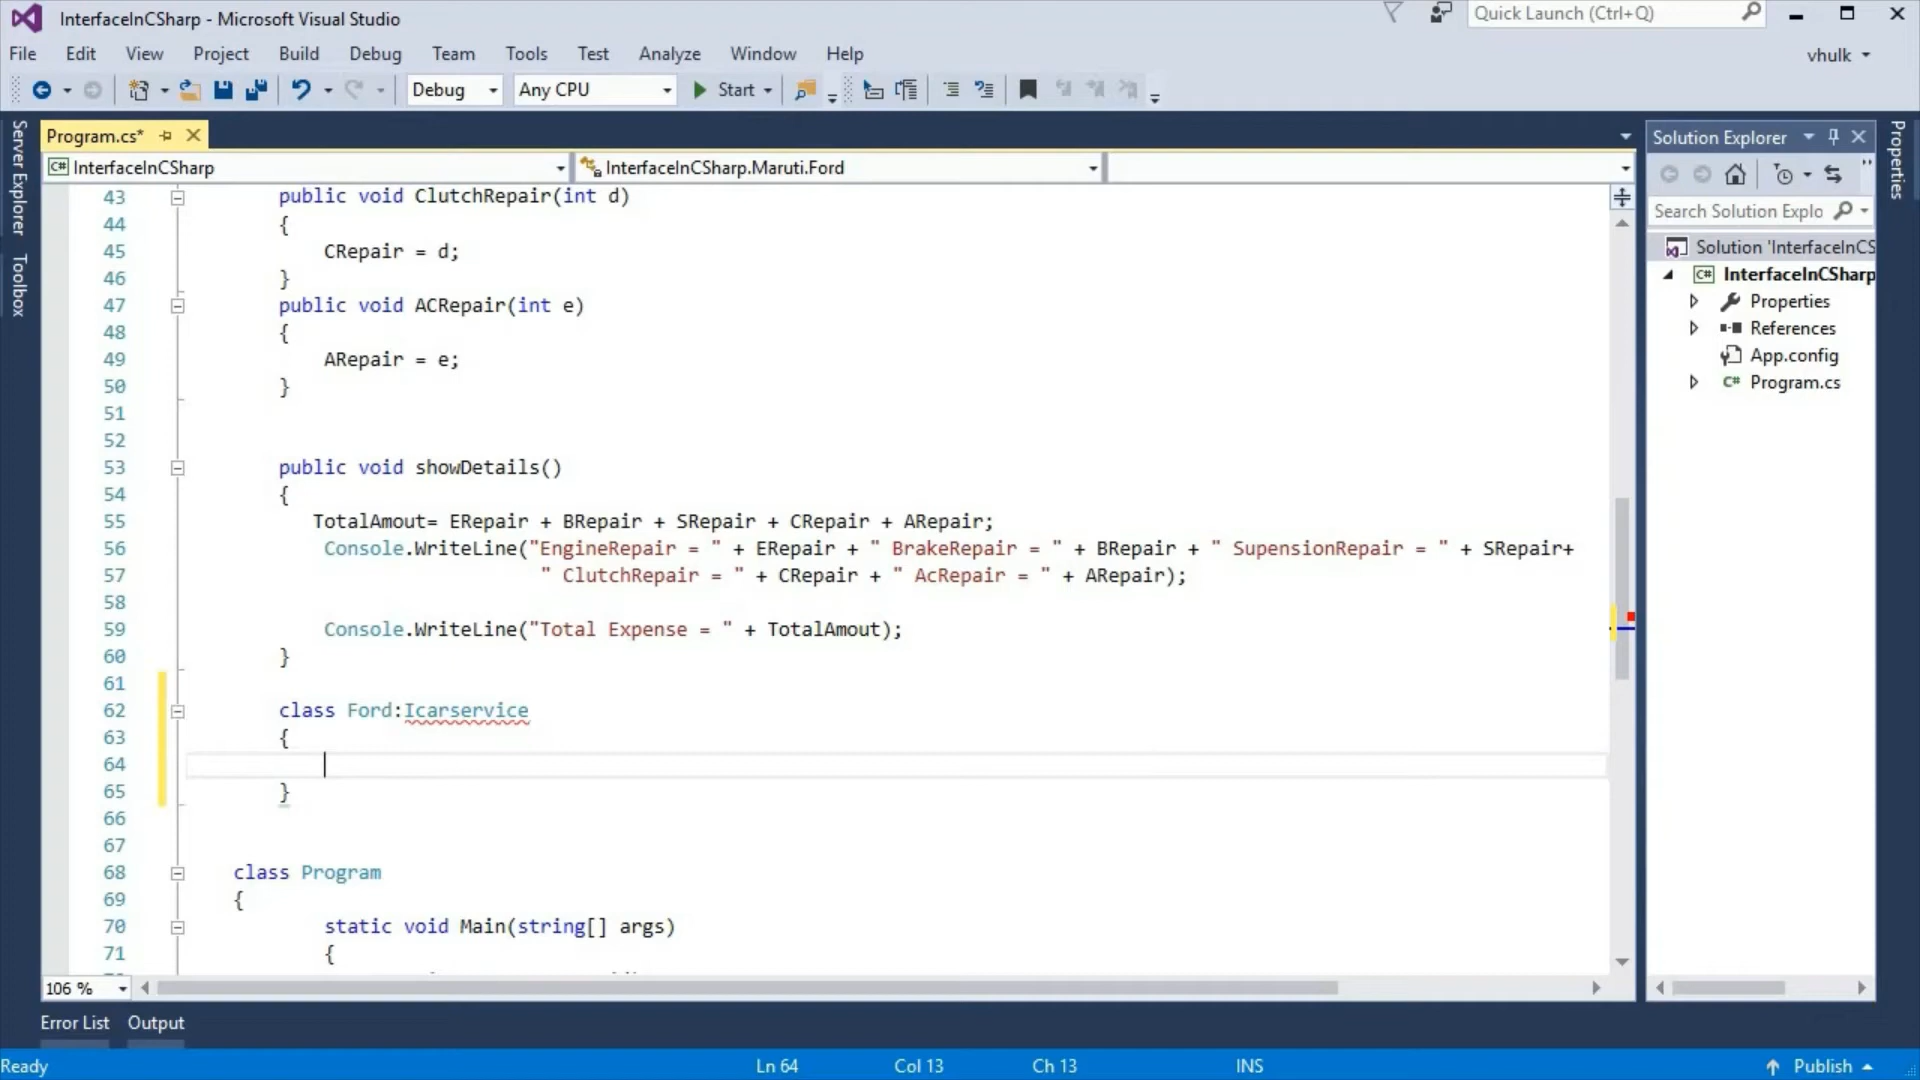 InterfaceInCSharp - Microsoft Visual Studio
Quick Launch (Ctrl+Q)
File Edit View Project Build Debug Team Tools Test Analyze Window Help
vhulk
Debug Any CPU Start
Server Explorer
Toolbox
Program.cs*
InterfaceInCSharp InterfaceInCSharp.Maruti.Ford
43 public void ClutchRepair(int d)
44 {
45 CRepair = d;
46 }
47 public void ACRepair(int e)
48 {
49 ARepair = e;
50 }
51
52
53 public void showDetails()
54 {
55 TotalAmout= ERepair + BRepair + SRepair + CRepair + ARepair;
56 Console.WriteLine("EngineRepair = " + ERepair + " BrakeRepair = " + BRepair + " SupensionRepair = " + SRepair+
57 " ClutchRepair = " + CRepair + " AcRepair = " + ARepair);
58
59 Console.WriteLine("Total Expense = " + TotalAmout);
60 }
61
62 class Ford:Icarservice
63 {
64
65 }
66
67
68 class Program
69 {
70 static void Main(string[] args)
71 {
106 %
Solution Explorer
Search Solution Explo
Solution 'InterfaceInCS
InterfaceInCSharp
Properties
References
App.config
C# Program.cs
Properties
Error List Output
Ready Ln 64 Col 13 Ch 13 INS Publish